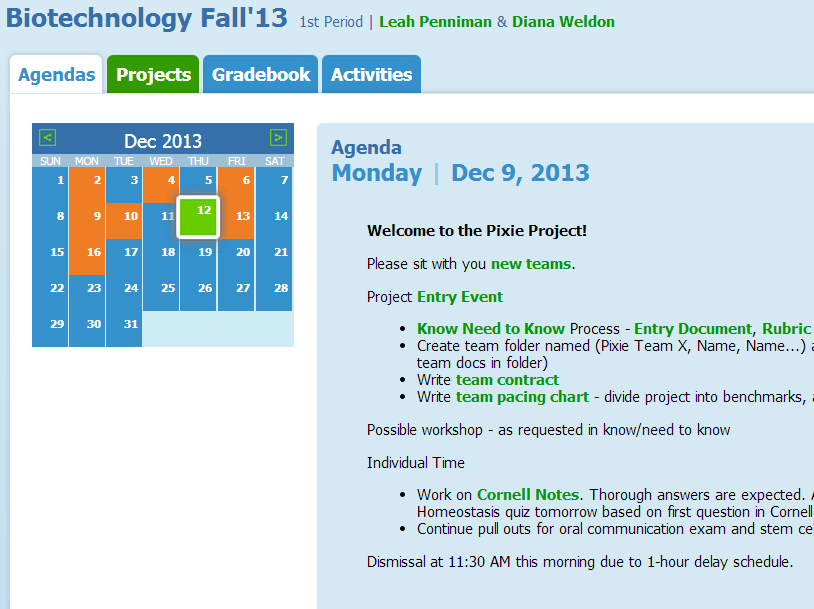 Biotechnology Fall'13 1st Period | Leah Penniman & Diana Weldon
Agendas Projects Gradebook Activities
< Dec 2013 >
SUN MON TUE WED THU FRI SAT
1 2 3 4 5 6 7
8 9 10 11 12 13 14
15 16 17 18 19 20 21
22 23 24 25 26 27 28
29 30 31
Agenda
Monday | Dec 9, 2013
Welcome to the Pixie Project!
Please sit with you new teams.
Project Entry Event
• Know Need to Know Process - Entry Document, Rubric
• Create team folder named (Pixie Team X, Name, Name...) a
team docs in folder)
• Write team contract
• Write team pacing chart - divide project into benchmarks, a
Possible workshop - as requested in know/need to know
Individual Time
• Work on Cornell Notes. Thorough answers are expected. A
Homeostasis quiz tomorrow based on first question in Cornell
• Continue pull outs for oral communication exam and stem ce
Dismissal at 11:30 AM this morning due to 1-hour delay schedule.